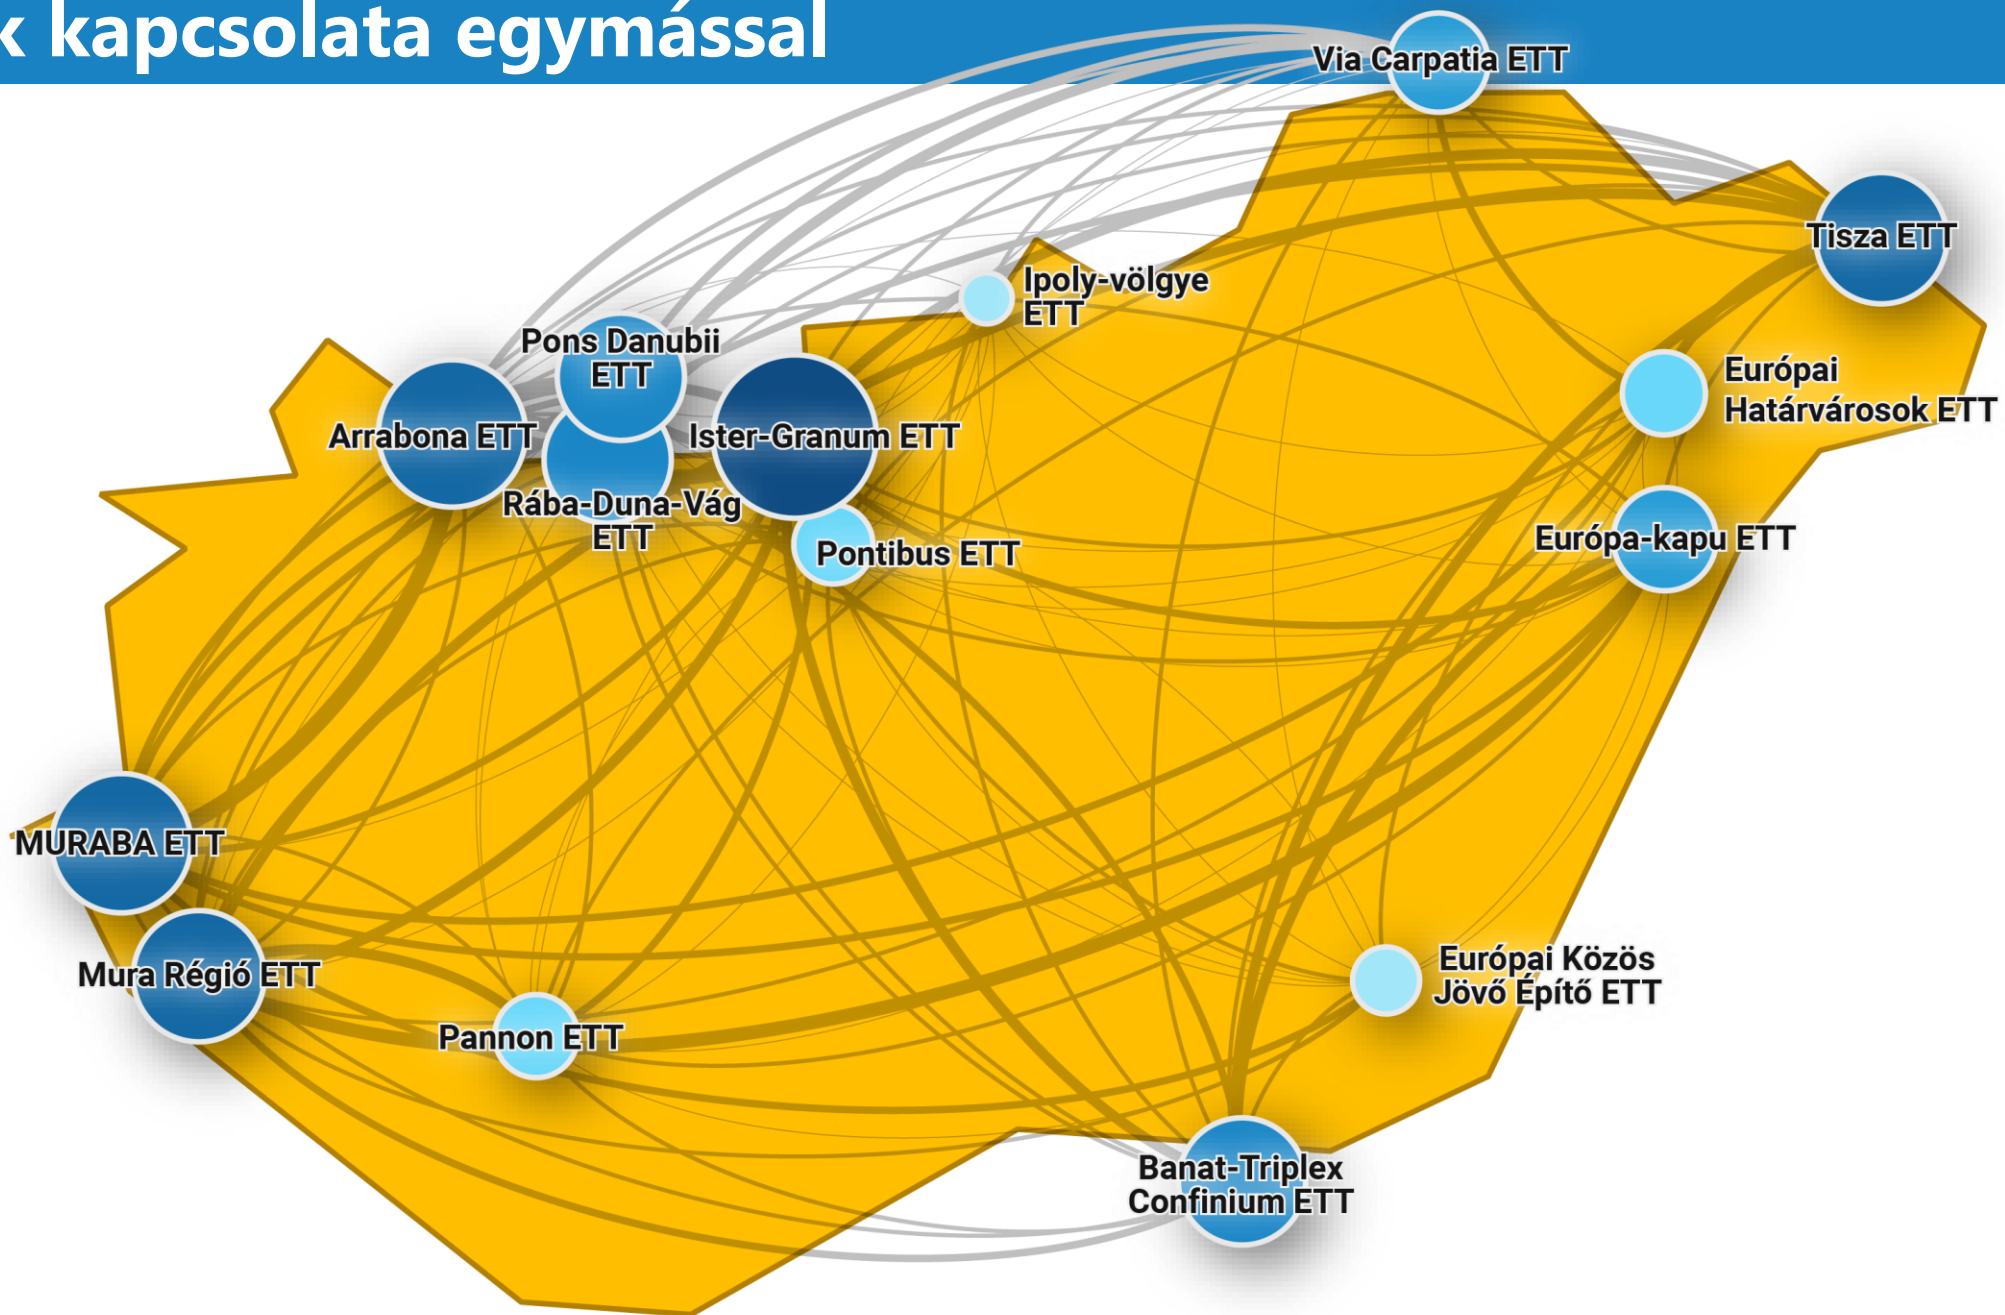 k kapcsolata egymással
Via Carpatia ETT
Tisza ETT
Ipoly-völgye
ETT
Pons Danubii
ETT
Európai
Határvárosok ETT
Arrabona ETT
Ister-Granum ETT
Rába-Duna-Vág
ETT
Pontibus ETT
Európa-kapu ETT
MURABA ETT
Mura Régió ETT
Európai Közös
Jövő Építő ETT
Pannon ETT
Banat-Triplex
Confinium ETT